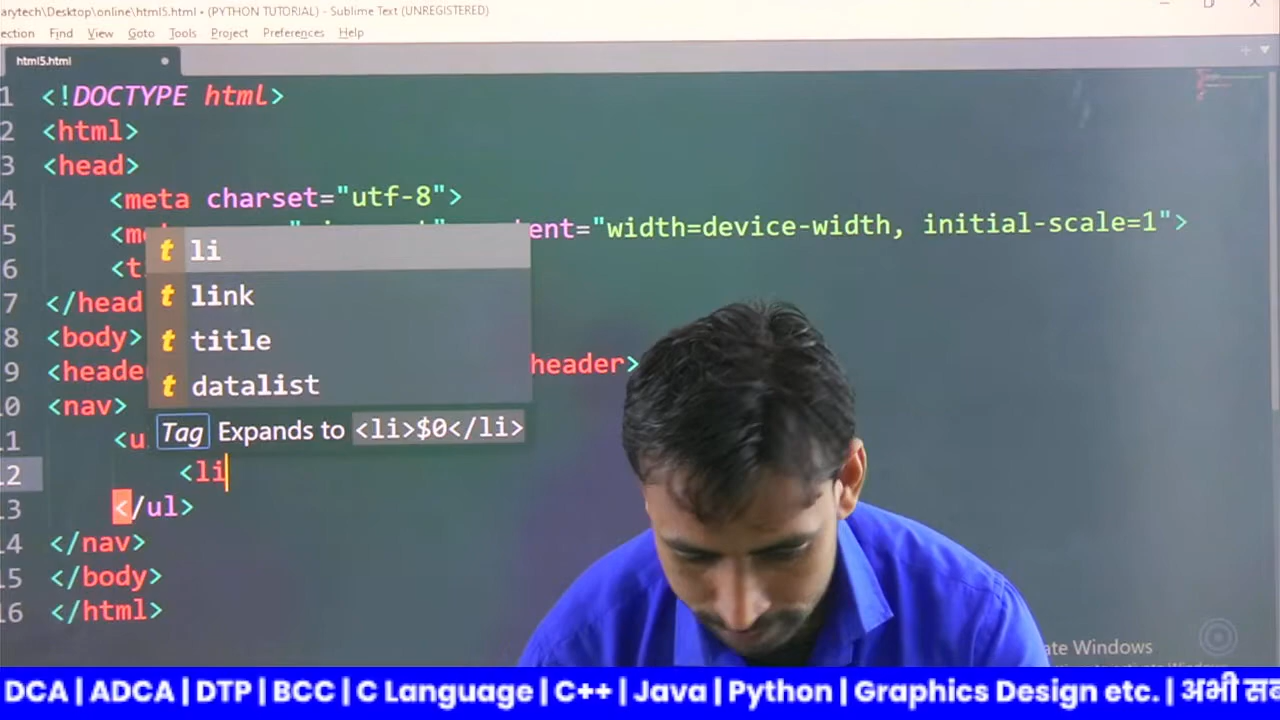 arytech\Desktop\online\html5.html • (PYTHON TUTORIAL) - Sublime Text (UNREGISTERED)
ection Find View Goto Tools Project Preferences Help
html5.html
1 <!DOCTYPE html>
2 <html>
3 <head>
4 <meta charset="utf-8">
5 <me ent="width=device-width, initial-scale=1">
6 <t
7 </head
8 <body>
9 <heade header>
10 <nav>
11 <u
12 <li
13 </ul>
14 </nav>
15 </body>
16 </html>
t li
t link
t title
t datalist
Tag Expands to <li>$0</li>
ate Windows
DCA | ADCA | DTP | BCC | C Language | C++ | Java | Python | Graphics Design etc. | अभी सब